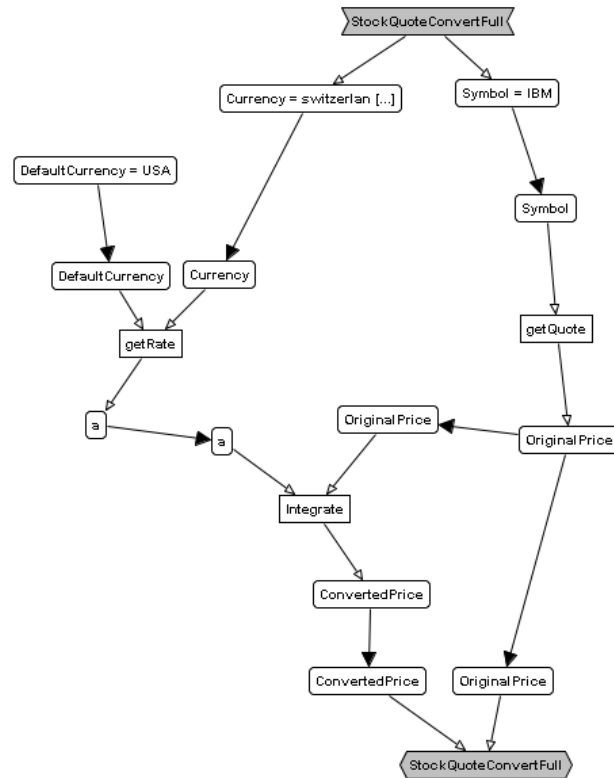 StockQuoteConvertFull
Currency = switzerlan [...]
Symbol = IBM
DefaultCurrency = USA
Symbol
DefaultCurrency
Currency
getQuote
getRate
a
OriginalPrice
OriginalPrice
a
Integrate
ConvertedPrice
ConvertedPrice
OriginalPrice
StockQuoteConvertFull